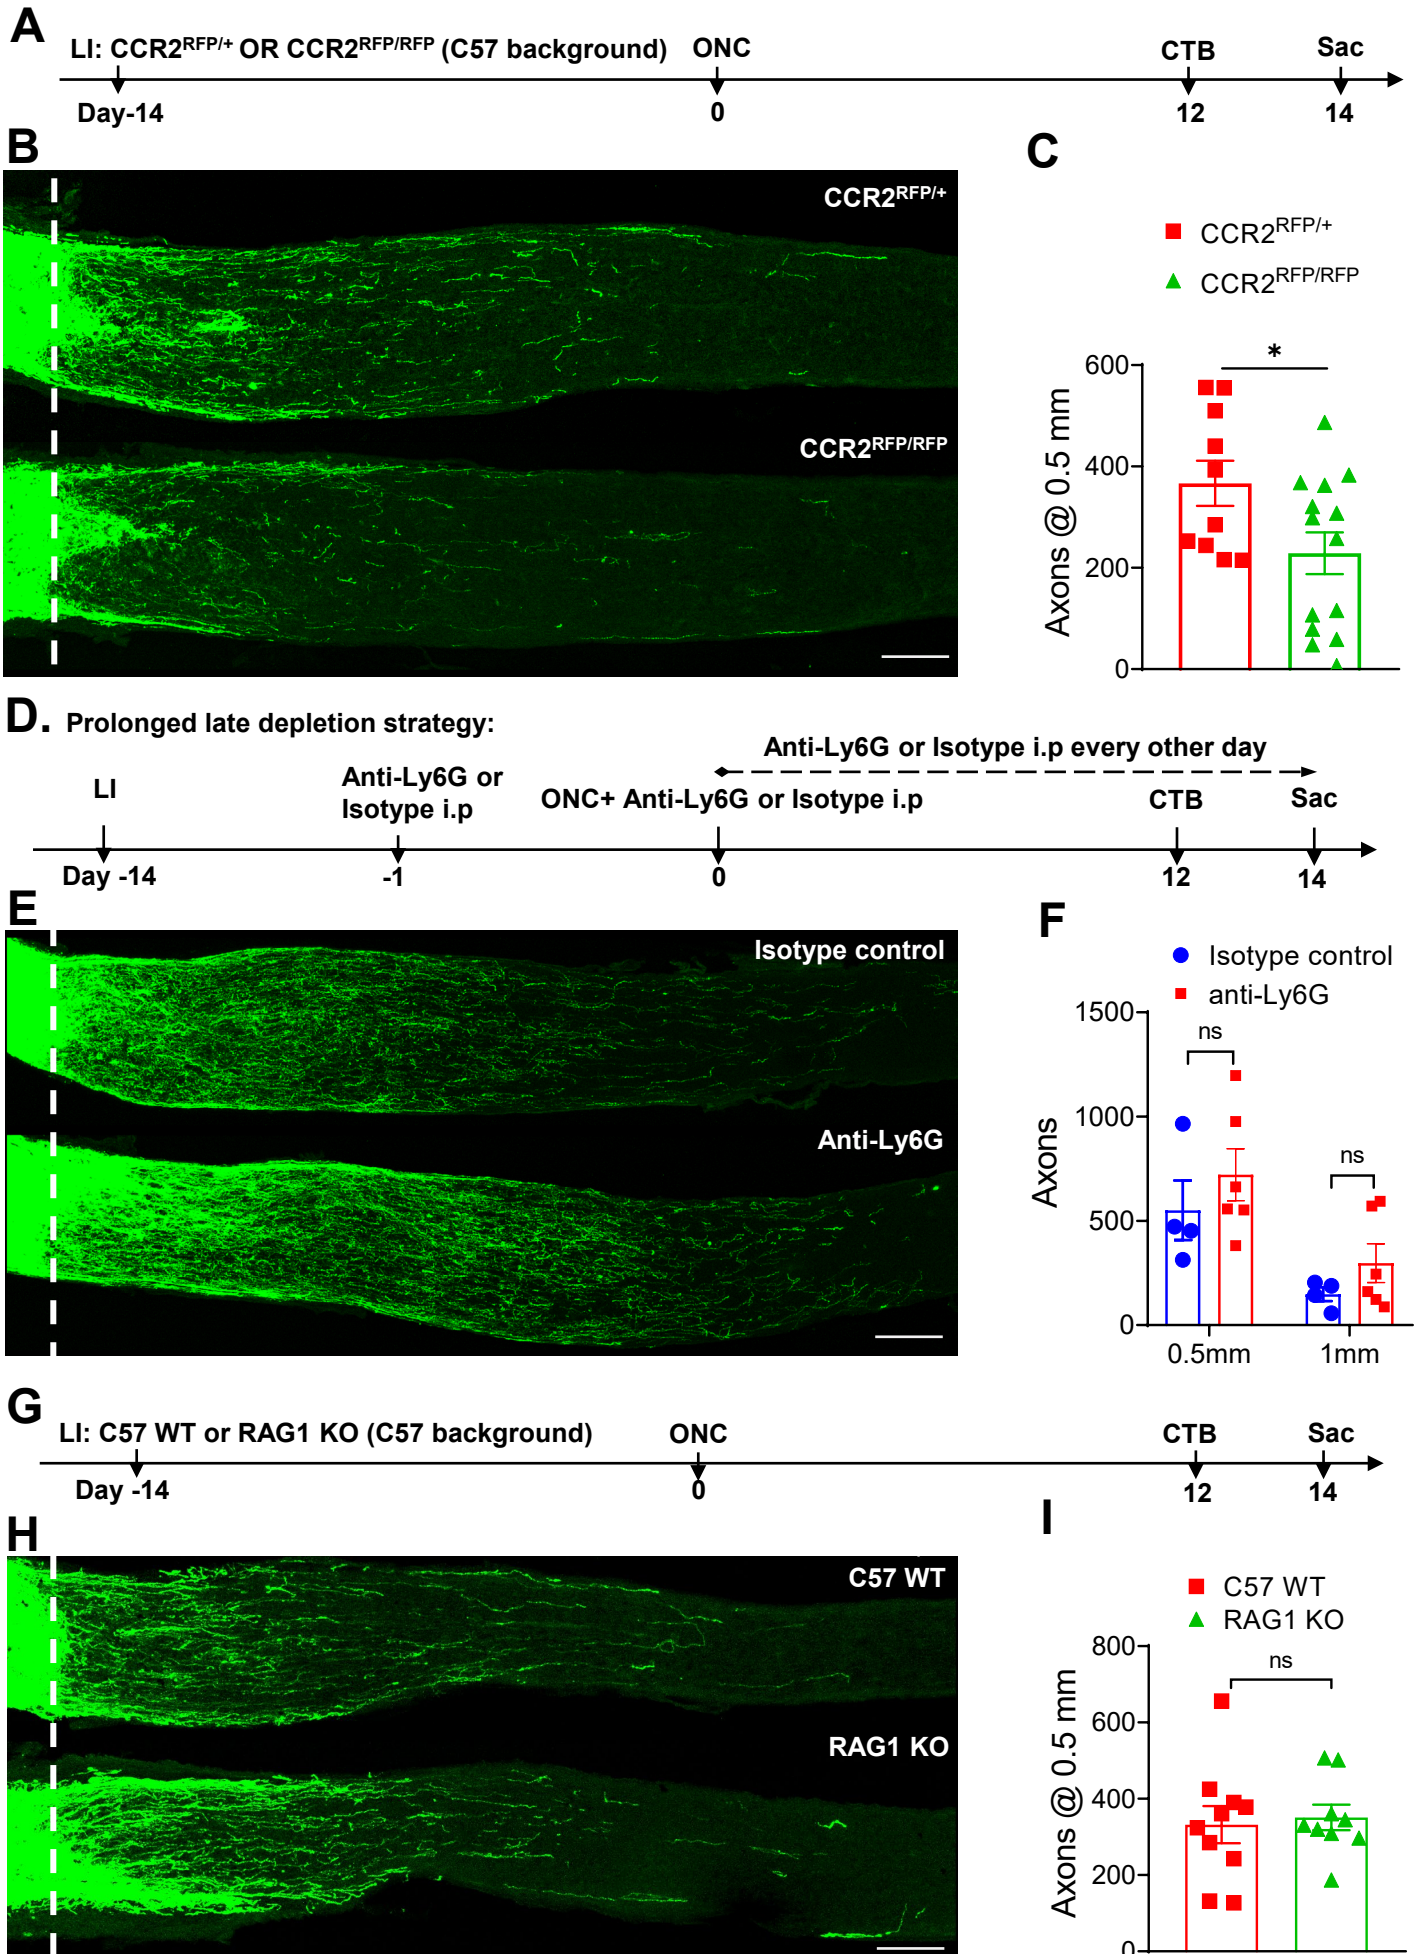 A
LI: CCR2RFP/+ OR CCR2RFP/RFP (C57 background) ONC CTB Sac
Day-14 0 12 14
B
CCR2RFP/+
CCR2RFP/RFP
C
CCR2RFP/+
CCR2RFP/RFP
*
600
400
200
0
Axons @ 0.5 mm
D. Prolonged late depletion strategy:
Anti-Ly6G or Isotype i.p every other day
LI
Anti-Ly6G or
Isotype i.p
ONC+ Anti-Ly6G or Isotype i.p
CTB Sac
Day -14 -1 0 12 14
E
Isotype control
Anti-Ly6G
F
Isotype control
anti-Ly6G
ns
ns
1500
1000
500
0
Axons
0.5mm 1mm
G
LI: C57 WT or RAG1 KO (C57 background) ONC CTB Sac
Day -14 0 12 14
H
C57 WT
RAG1 KO
I
C57 WT
RAG1 KO
ns
800
600
400
200
0
Axons @ 0.5 mm